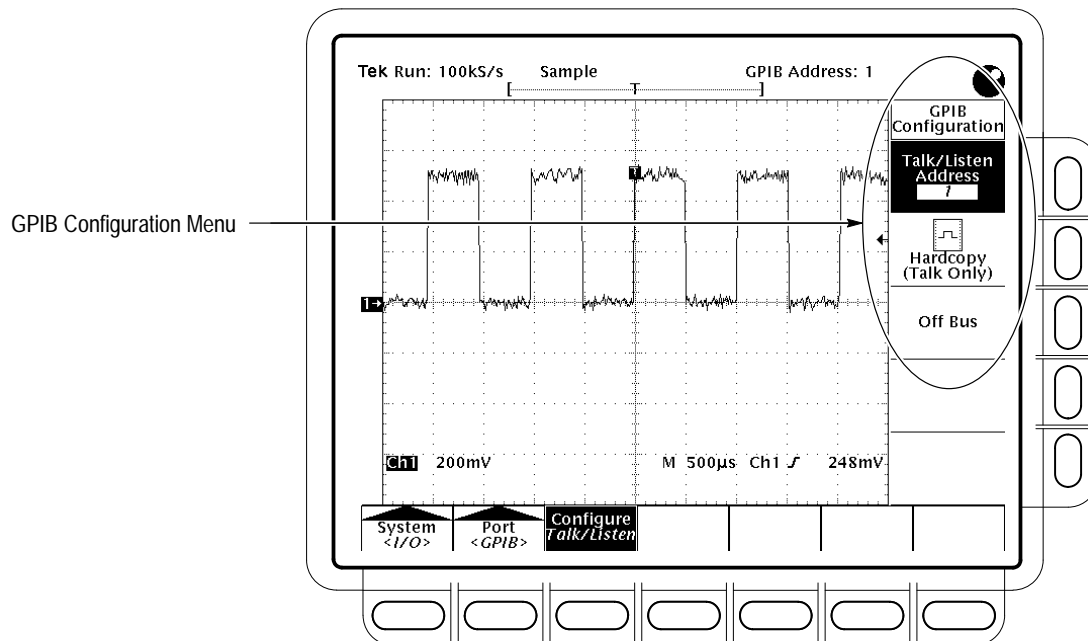 Tek Run: 100kS/s Sample GPIB Address: 1
[ T ]
GPIB
Configuration
Talk/Listen
Address
1
T
GPIB Configuration Menu
Hardcopy
(Talk Only)
1→
Off Bus
Ch1 200mV M 500µs Ch1 248mV
System
<I/O>
Port
<GPIB>
Configure
Talk/Listen